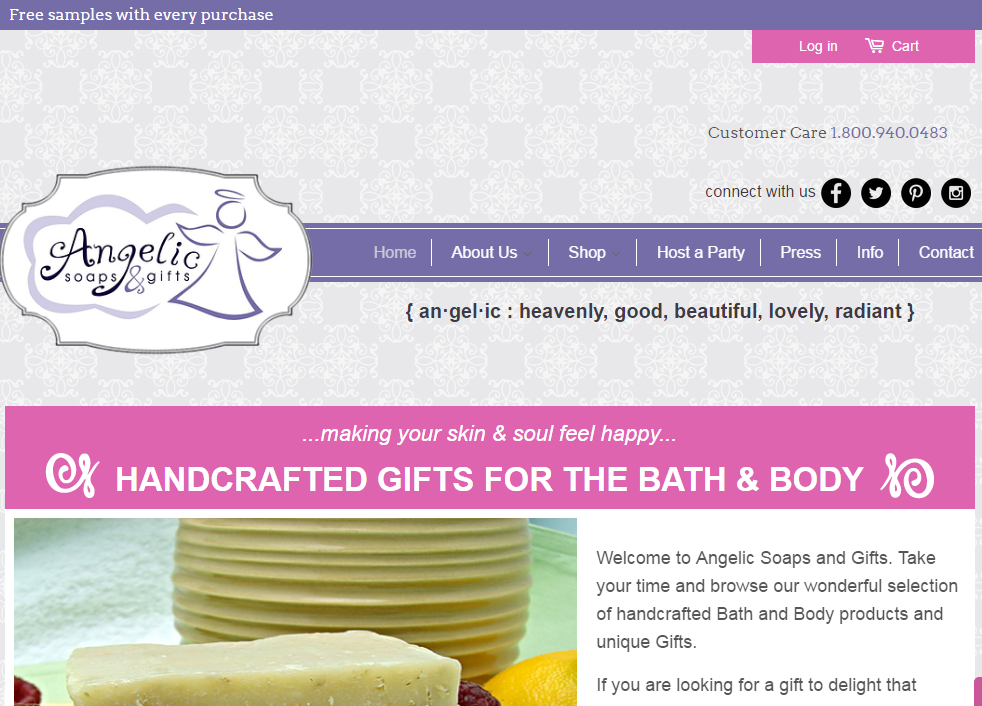 Free samples with every purchase
Log in
Cart
Customer Care 1.800.940.0483
connect with us
Angelic
soaps & gifts
Home
About Us
Shop
Host a Party
Press
Info
Contact
{ an·gel·ic : heavenly, good, beautiful, lovely, radiant }
...making your skin & soul feel happy...
HANDCRAFTED GIFTS FOR THE BATH & BODY
Welcome to Angelic Soaps and Gifts. Take
your time and browse our wonderful selection
of handcrafted Bath and Body products and
unique Gifts.
If you are looking for a gift to delight that